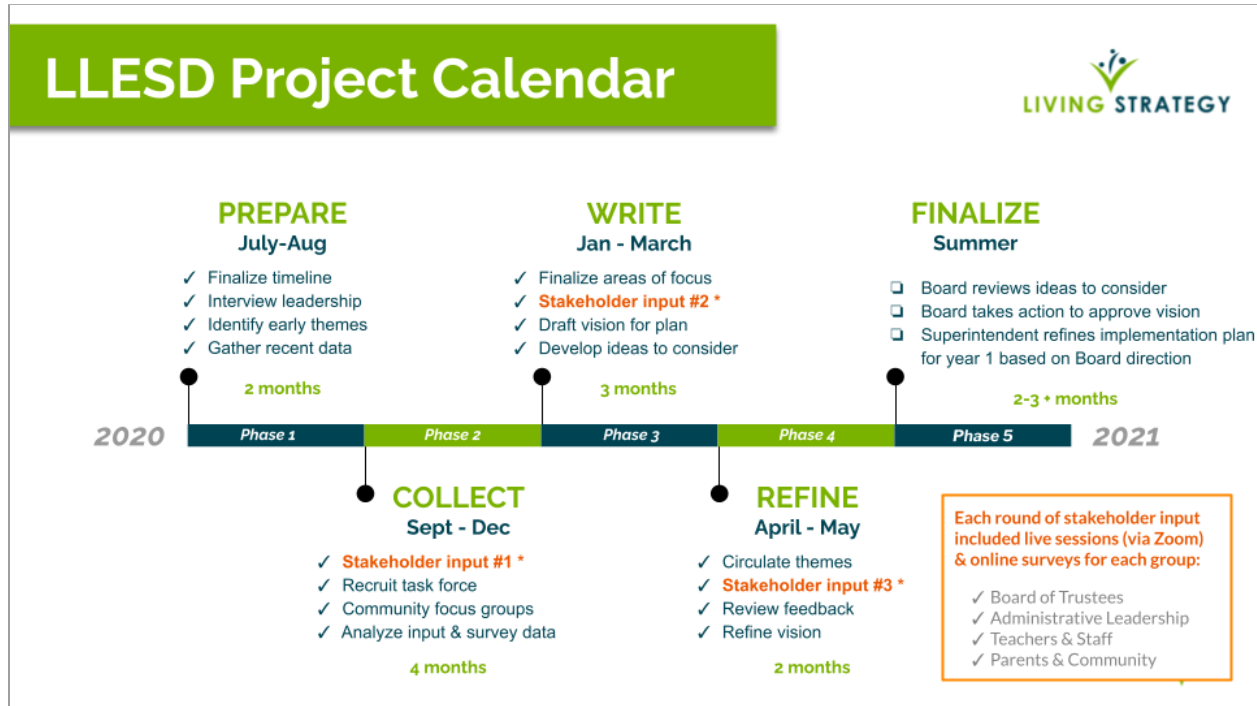 LLESD Project Calendar
LIVING STRATEGY
PREPARE
July-Aug
✓ Finalize timeline
✓ Interview leadership
✓ Identify early themes
✓ Gather recent data
2 months
WRITE
Jan - March
✓ Finalize areas of focus
✓ Stakeholder input #2 *
✓ Draft vision for plan
✓ Develop ideas to consider
3 months
FINALIZE
Summer
❏ Board reviews ideas to consider
❏ Board takes action to approve vision
❏ Superintendent refines implementation plan
for year 1 based on Board direction
2-3 + months
2020
Phase 1
Phase 2
Phase 3
Phase 4
Phase 5
2021
COLLECT
Sept - Dec
✓ Stakeholder input #1 *
✓ Recruit task force
✓ Community focus groups
✓ Analyze input & survey data
4 months
REFINE
April - May
✓ Circulate themes
✓ Stakeholder input #3 *
✓ Review feedback
✓ Refine vision
2 months
Each round of stakeholder input
included live sessions (via Zoom)
& online surveys for each group:
✓ Board of Trustees
✓ Administrative Leadership
✓ Teachers & Staff
✓ Parents & Community